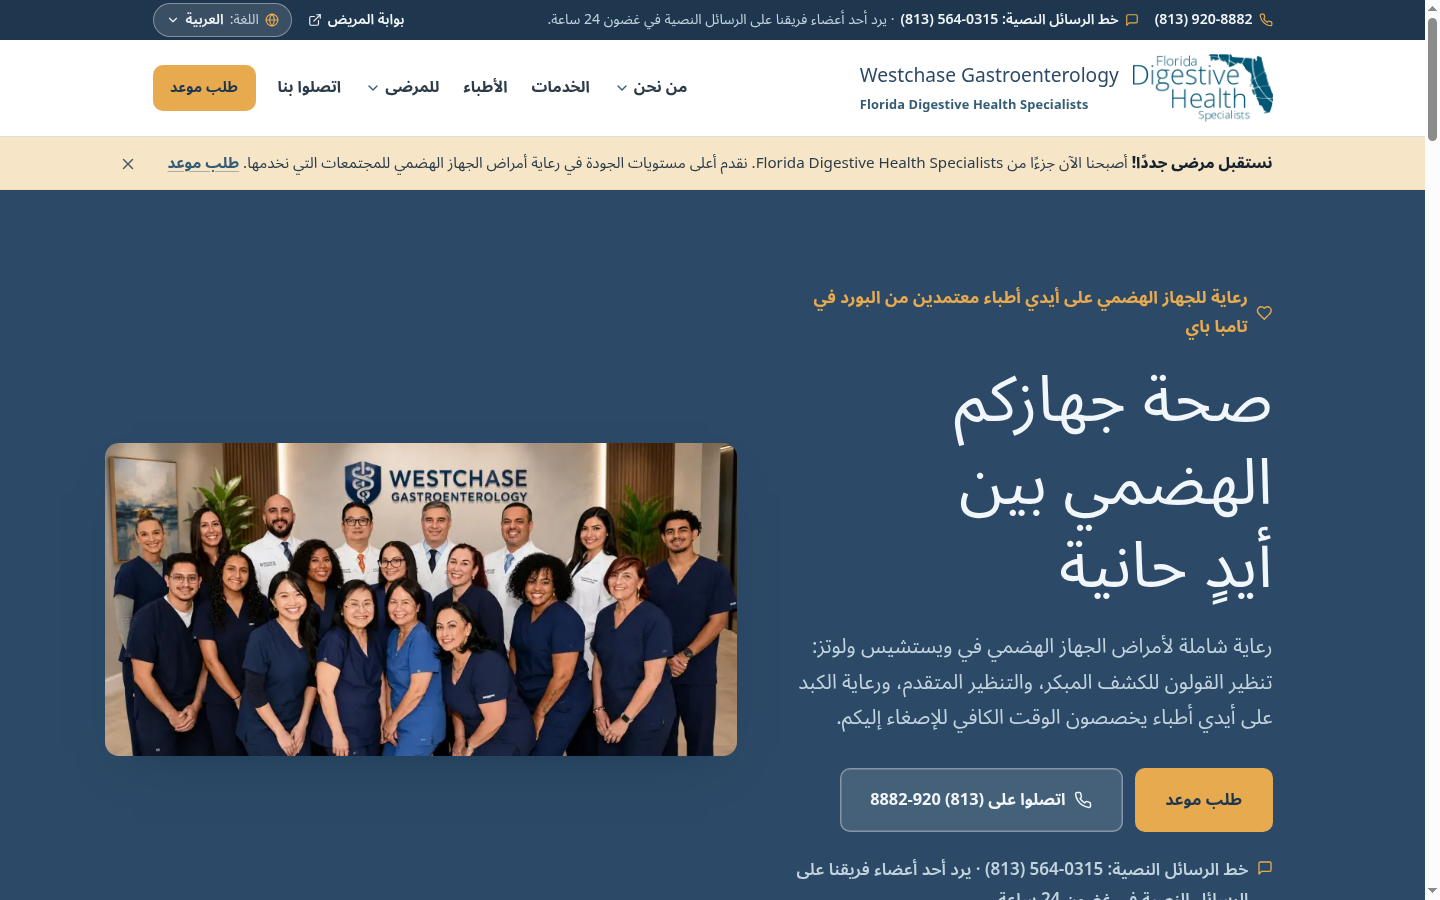 (813) 920-8882
خط الرسائل النصية: (813) 564-0315 · يرد أحد أعضاء فريقنا على الرسائل النصية في غضون 24 ساعة.
بوابة المريض
اللغة: العربية
Florida Digestive Health Specialists
Westchase Gastroenterology
Florida Digestive Health Specialists
من نحن
الخدمات
الأطباء
للمرضى
اتصلوا بنا
طلب موعد
نستقبل مرضى جددًا! أصبحنا الآن جزءًا من Florida Digestive Health Specialists. نقدم أعلى مستويات الجودة في رعاية أمراض الجهاز الهضمي للمجتمعات التي نخدمها. طلب موعد
رعاية للجهاز الهضمي على أيدي أطباء معتمدين من البورد في
تامبا باي
صحة جهازكم
الهضمي بين
أيدٍ حانية
رعاية شاملة لأمراض الجهاز الهضمي في ويستشيس ولوتز:
تنظير القولون للكشف المبكر، والتنظير المتقدم، ورعاية الكبد
على أيدي أطباء يخصصون الوقت الكافي للإصغاء إليكم.
طلب موعد
اتصلوا على (813) 920-8882
خط الرسائل النصية: (813) 564-0315 · يرد أحد أعضاء فريقنا على
الرسائل النصية في غضون 24 ساعة
WESTCHASE
GASTROENTEROLOGY